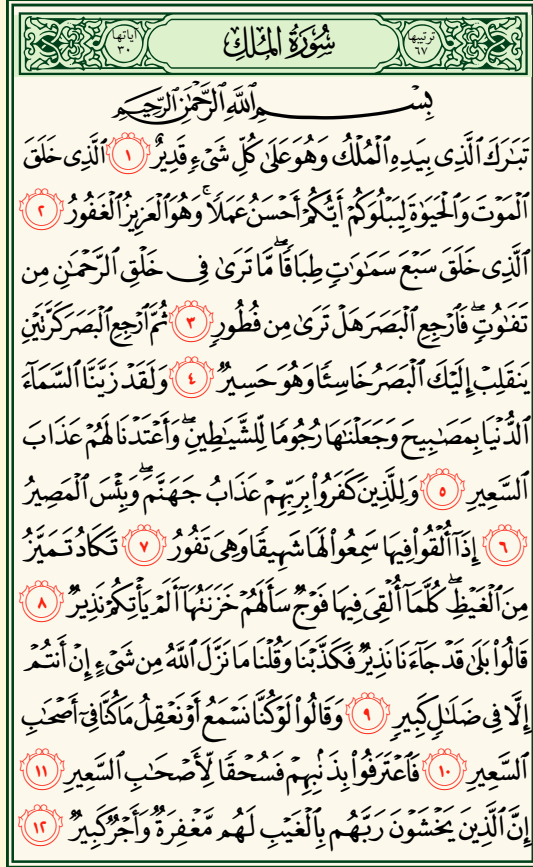 ترتيبها ٦٧ سُورَةُ المُلْكِ آياتها ٣٠
بِسْمِ ٱللَّهِ ٱلرَّحْمَٰنِ ٱلرَّحِيمِ
تَبَٰرَكَ ٱلَّذِى بِيَدِهِ ٱلْمُلْكُ وَهُوَ عَلَىٰ كُلِّ شَىْءٍ قَدِيرٌ ١ ٱلَّذِى خَلَقَ
ٱلْمَوْتَ وَٱلْحَيَوٰةَ لِيَبْلُوَكُمْ أَيُّكُمْ أَحْسَنُ عَمَلًا ۚ وَهُوَ ٱلْعَزِيزُ ٱلْغَفُورُ ٢
ٱلَّذِى خَلَقَ سَبْعَ سَمَٰوَٰتٍ طِبَاقًا ۖ مَّا تَرَىٰ فِى خَلْقِ ٱلرَّحْمَٰنِ مِن
تَفَٰوُتٍ ۖ فَٱرْجِعِ ٱلْبَصَرَ هَلْ تَرَىٰ مِن فُطُورٍ ٣ ثُمَّ ٱرْجِعِ ٱلْبَصَرَ كَرَّتَيْنِ
يَنقَلِبْ إِلَيْكَ ٱلْبَصَرُ خَاسِئًا وَهُوَ حَسِيرٌ ٤ وَلَقَدْ زَيَّنَّا ٱلسَّمَآءَ
ٱلدُّنْيَا بِمَصَٰبِيحَ وَجَعَلْنَٰهَا رُجُومًا لِّلشَّيَٰطِينِ ۖ وَأَعْتَدْنَا لَهُمْ عَذَابَ
ٱلسَّعِيرِ ٥ وَلِلَّذِينَ كَفَرُوا۟ بِرَبِّهِمْ عَذَابُ جَهَنَّمَ ۖ وَبِئْسَ ٱلْمَصِيرُ
٦ إِذَآ أُلْقُوا۟ فِيهَا سَمِعُوا۟ لَهَا شَهِيقًا وَهِىَ تَفُورُ ٧ تَكَادُ تَمَيَّزُ
مِنَ ٱلْغَيْظِ ۖ كُلَّمَآ أُلْقِىَ فِيهَا فَوْجٌ سَأَلَهُمْ خَزَنَتُهَآ أَلَمْ يَأْتِكُمْ نَذِيرٌ ٨
قَالُوا۟ بَلَىٰ قَدْ جَآءَنَا نَذِيرٌ فَكَذَّبْنَا وَقُلْنَا مَا نَزَّلَ ٱللَّهُ مِن شَىْءٍ إِنْ أَنتُمْ
إِلَّا فِى ضَلَٰلٍ كَبِيرٍ ٩ وَقَالُوا۟ لَوْ كُنَّا نَسْمَعُ أَوْ نَعْقِلُ مَا كُنَّا فِىٓ أَصْحَٰبِ
ٱلسَّعِيرِ ١٠ فَٱعْتَرَفُوا۟ بِذَنۢبِهِمْ فَسُحْقًا لِّأَصْحَٰبِ ٱلسَّعِيرِ ١١
إِنَّ ٱلَّذِينَ يَخْشَوْنَ رَبَّهُم بِٱلْغَيْبِ لَهُم مَّغْفِرَةٌ وَأَجْرٌ كَبِيرٌ ١٢